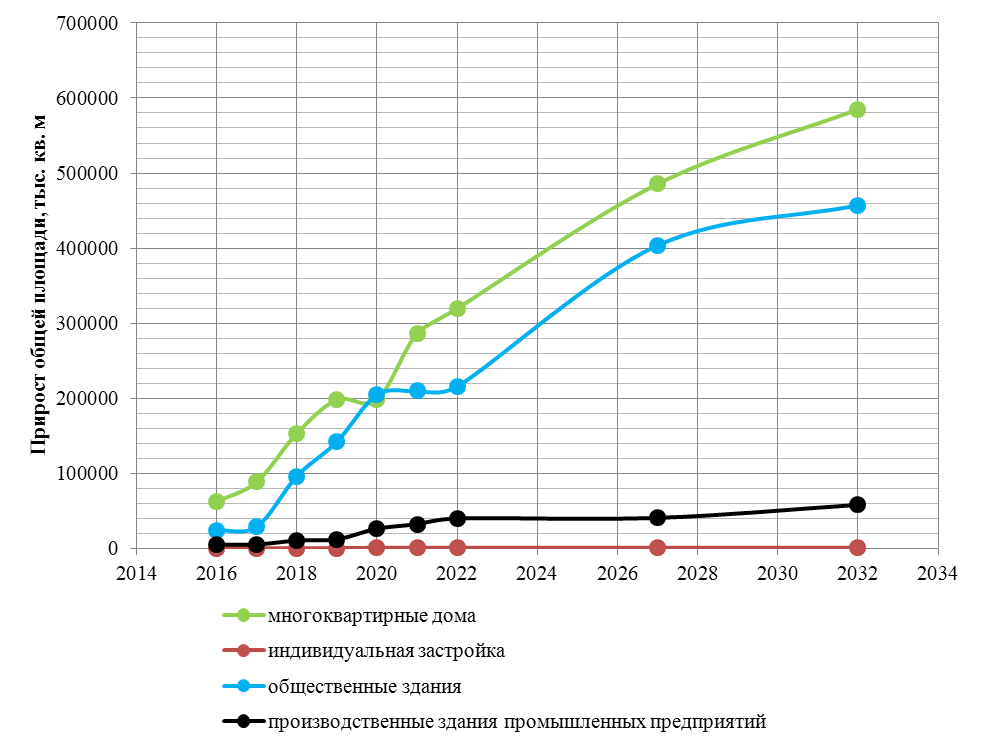 Прирост общей площади, тыс. кв. м
700000
600000
500000
400000
300000
200000
100000
0
2014 2016 2018 2020 2022 2024 2026 2028 2030 2032 2034
многоквартирные дома
индивидуальная застройка
общественные здания
производственные здания промышленных предприятий